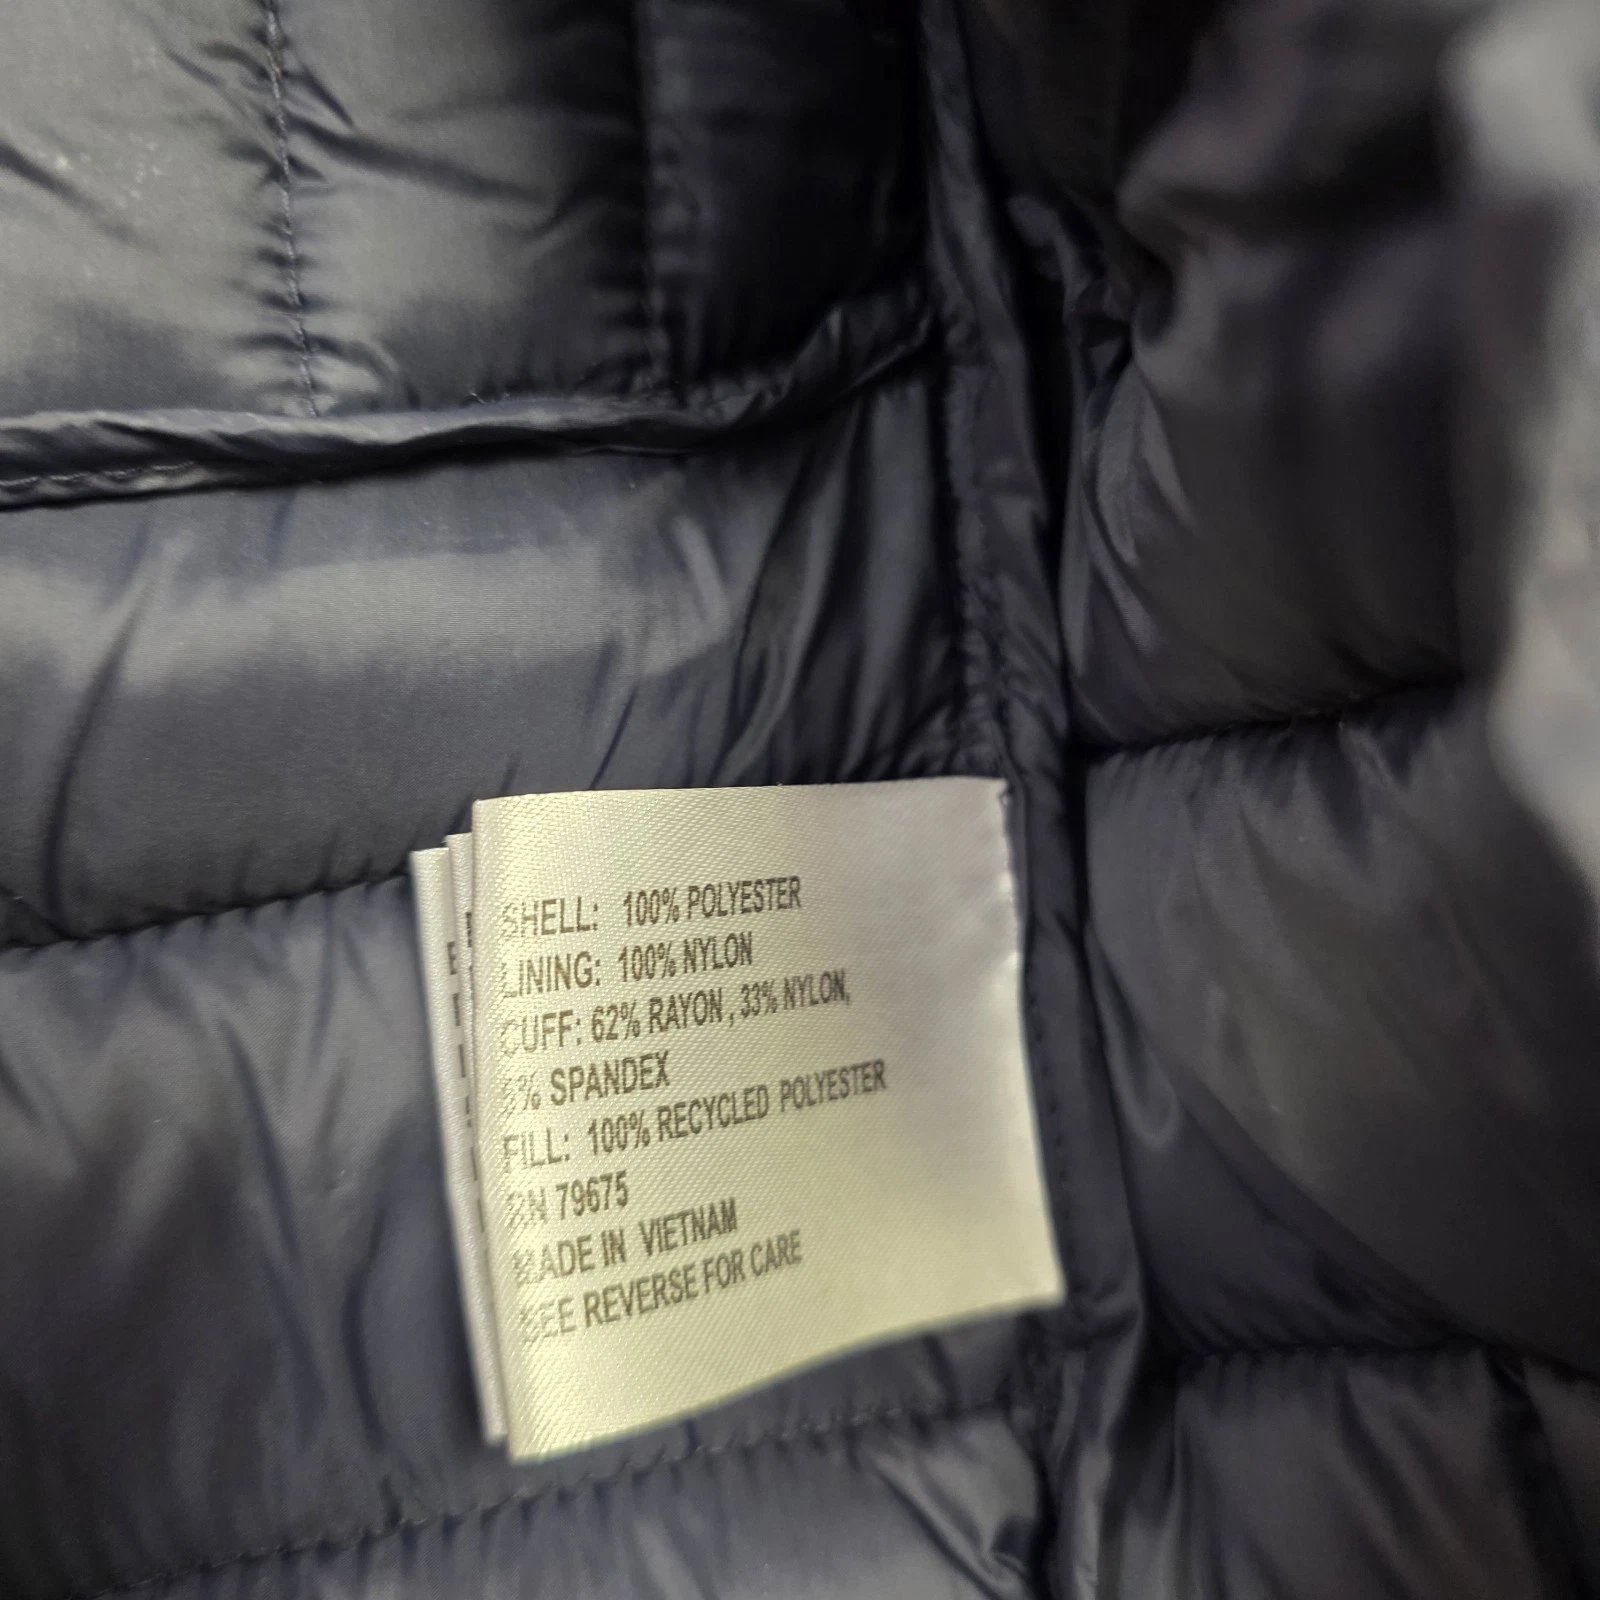 SHELL: 100% POLYESTER
LINING: 100% NYLON
CUFF: 62% RAYON , 33% NYLON,
5% SPANDEX
FILL: 100% RECYCLED POLYESTER
RN 79675
MADE IN VIETNAM
SEE REVERSE FOR CARE